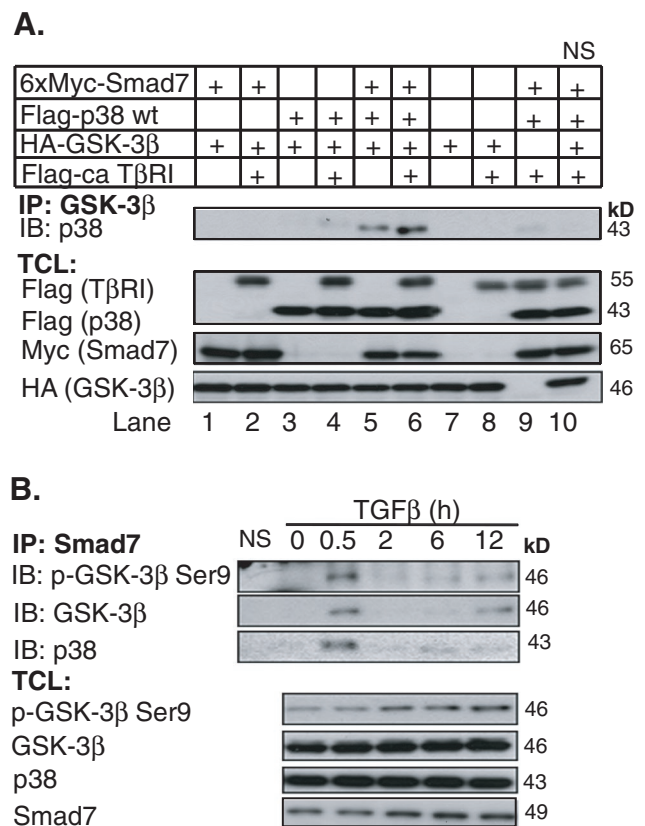 A.
NS
6xMyc-Smad7 + + + + + +
Flag-p38 wt + + + + + +
HA-GSK-3β + + + + + + + + +
Flag-ca TβRI + + + + + +
IP: GSK-3β
kD
IB: p38 43
TCL:
Flag (TβRI) 55
Flag (p38) 43
Myc (Smad7) 65
HA (GSK-3β) 46
Lane 1 2 3 4 5 6 7 8 9 10
B.
TGFβ (h)
IP: Smad7 NS 0 0.5 2 6 12 kD
IB: p-GSK-3β Ser9 46
IB: GSK-3β 46
IB: p38 43
TCL:
p-GSK-3β Ser9 46
GSK-3β 46
p38 43
Smad7 49